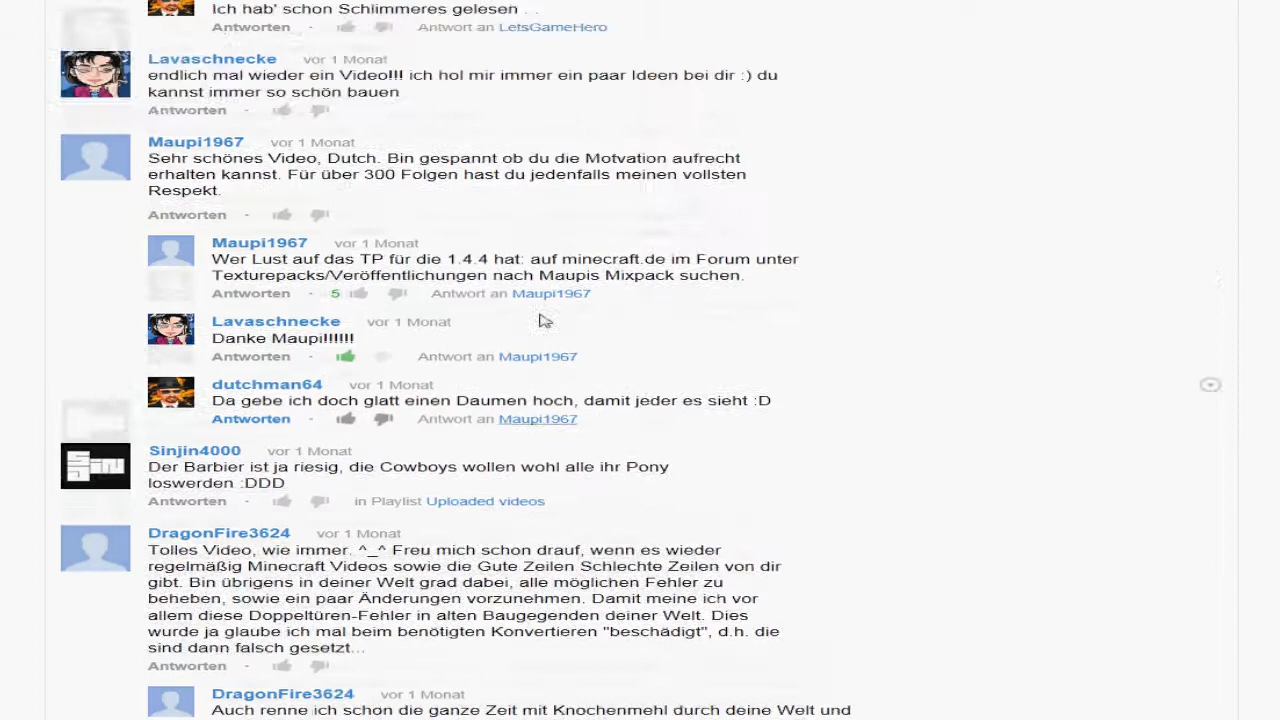 Ich hab' schon Schlimmeres gelesen . .
Antworten · Antwort an LetsGameHero
Lavaschnecke vor 1 Monat
endlich mal wieder ein Video!!! ich hol mir immer ein paar Ideen bei dir :) du
kannst immer so schön bauen
Antworten ·
Maupi1967 vor 1 Monat
Sehr schönes Video, Dutch. Bin gespannt ob du die Motvation aufrecht
erhalten kannst. Für über 300 Folgen hast du jedenfalls meinen vollsten
Respekt.
Antworten ·
Maupi1967 vor 1 Monat
Wer Lust auf das TP für die 1.4.4 hat: auf minecraft.de im Forum unter
Texturepacks/Veröffentlichungen nach Maupis Mixpack suchen.
Antworten · 5 Antwort an Maupi1967
Lavaschnecke vor 1 Monat
Danke Maupi!!!!!!
Antworten · Antwort an Maupi1967
dutchman64 vor 1 Monat
Da gebe ich doch glatt einen Daumen hoch, damit jeder es sieht :D
Antworten · Antwort an Maupi1967
SiN
Sinjin4000 vor 1 Monat
Der Barbier ist ja riesig, die Cowboys wollen wohl alle ihr Pony
loswerden :DDD
Antworten · in Playlist Uploaded videos
DragonFire3624 vor 1 Monat
Tolles Video, wie immer. ^_^ Freu mich schon drauf, wenn es wieder
regelmäßig Minecraft Videos sowie die Gute Zeilen Schlechte Zeilen von dir
gibt. Bin übrigens in deiner Welt grad dabei, alle möglichen Fehler zu
beheben, sowie ein paar Änderungen vorzunehmen. Damit meine ich vor
allem diese Doppeltüren-Fehler in alten Baugegenden deiner Welt. Dies
wurde ja glaube ich mal beim benötigten Konvertieren "beschädigt", d.h. die
sind dann falsch gesetzt...
Antworten ·
DragonFire3624 vor 1 Monat
Auch renne ich schon die ganze Zeit mit Knochenmehl durch deine Welt und